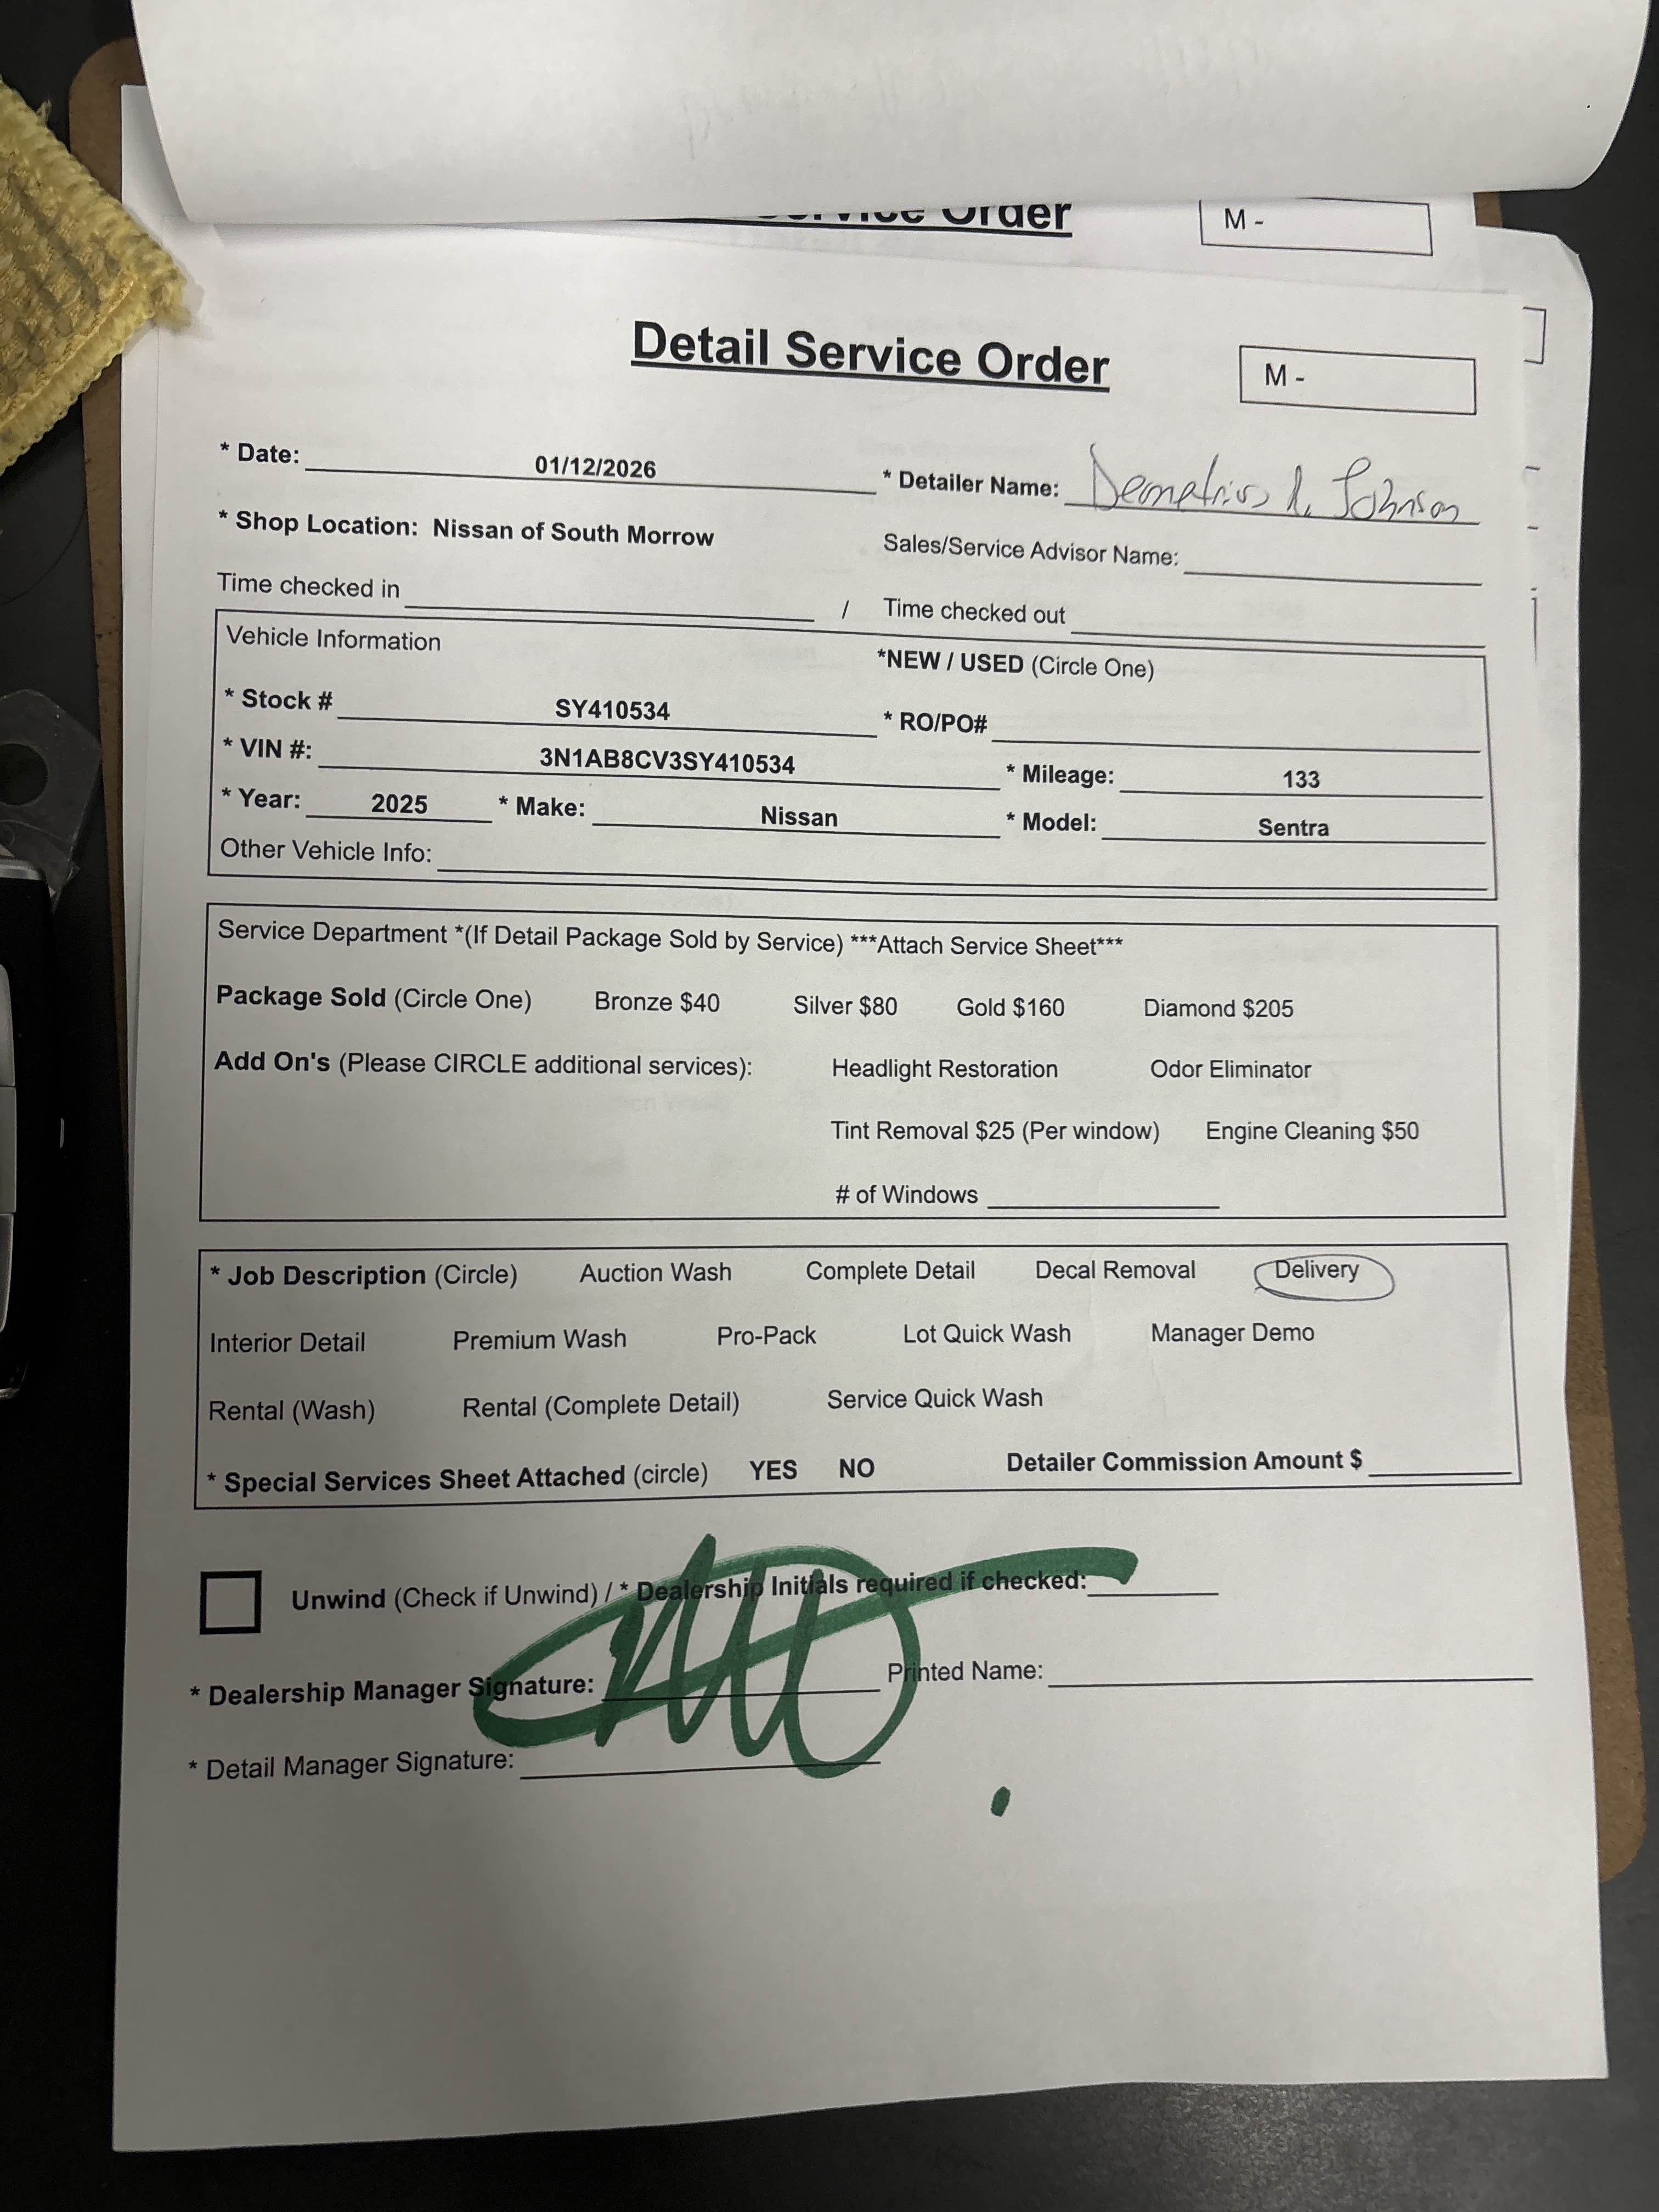 Service Order
M -
Detail Service Order
M -
* Date: 01/12/2026
* Detailer Name: Demetrius L. Johnson
* Shop Location: Nissan of South Morrow
Sales/Service Advisor Name:
Time checked in / Time checked out
Vehicle Information
*NEW / USED (Circle One)
* Stock # SY410534
* RO/PO#
* VIN #: 3N1AB8CV3SY410534
* Mileage: 133
* Year: 2025 * Make: Nissan * Model: Sentra
Other Vehicle Info:
Service Department *(If Detail Package Sold by Service) ***Attach Service Sheet***
Package Sold (Circle One) Bronze $40 Silver $80 Gold $160 Diamond $205
Add On's (Please CIRCLE additional services): Headlight Restoration Odor Eliminator
Tint Removal $25 (Per window) Engine Cleaning $50
# of Windows
* Job Description (Circle) Auction Wash Complete Detail Decal Removal Delivery
Interior Detail Premium Wash Pro-Pack Lot Quick Wash Manager Demo
Rental (Wash) Rental (Complete Detail) Service Quick Wash
* Special Services Sheet Attached (circle) YES NO Detailer Commission Amount $
Unwind (Check if Unwind) / * Dealership Initials required if checked:
* Dealership Manager Signature: Printed Name:
* Detail Manager Signature: